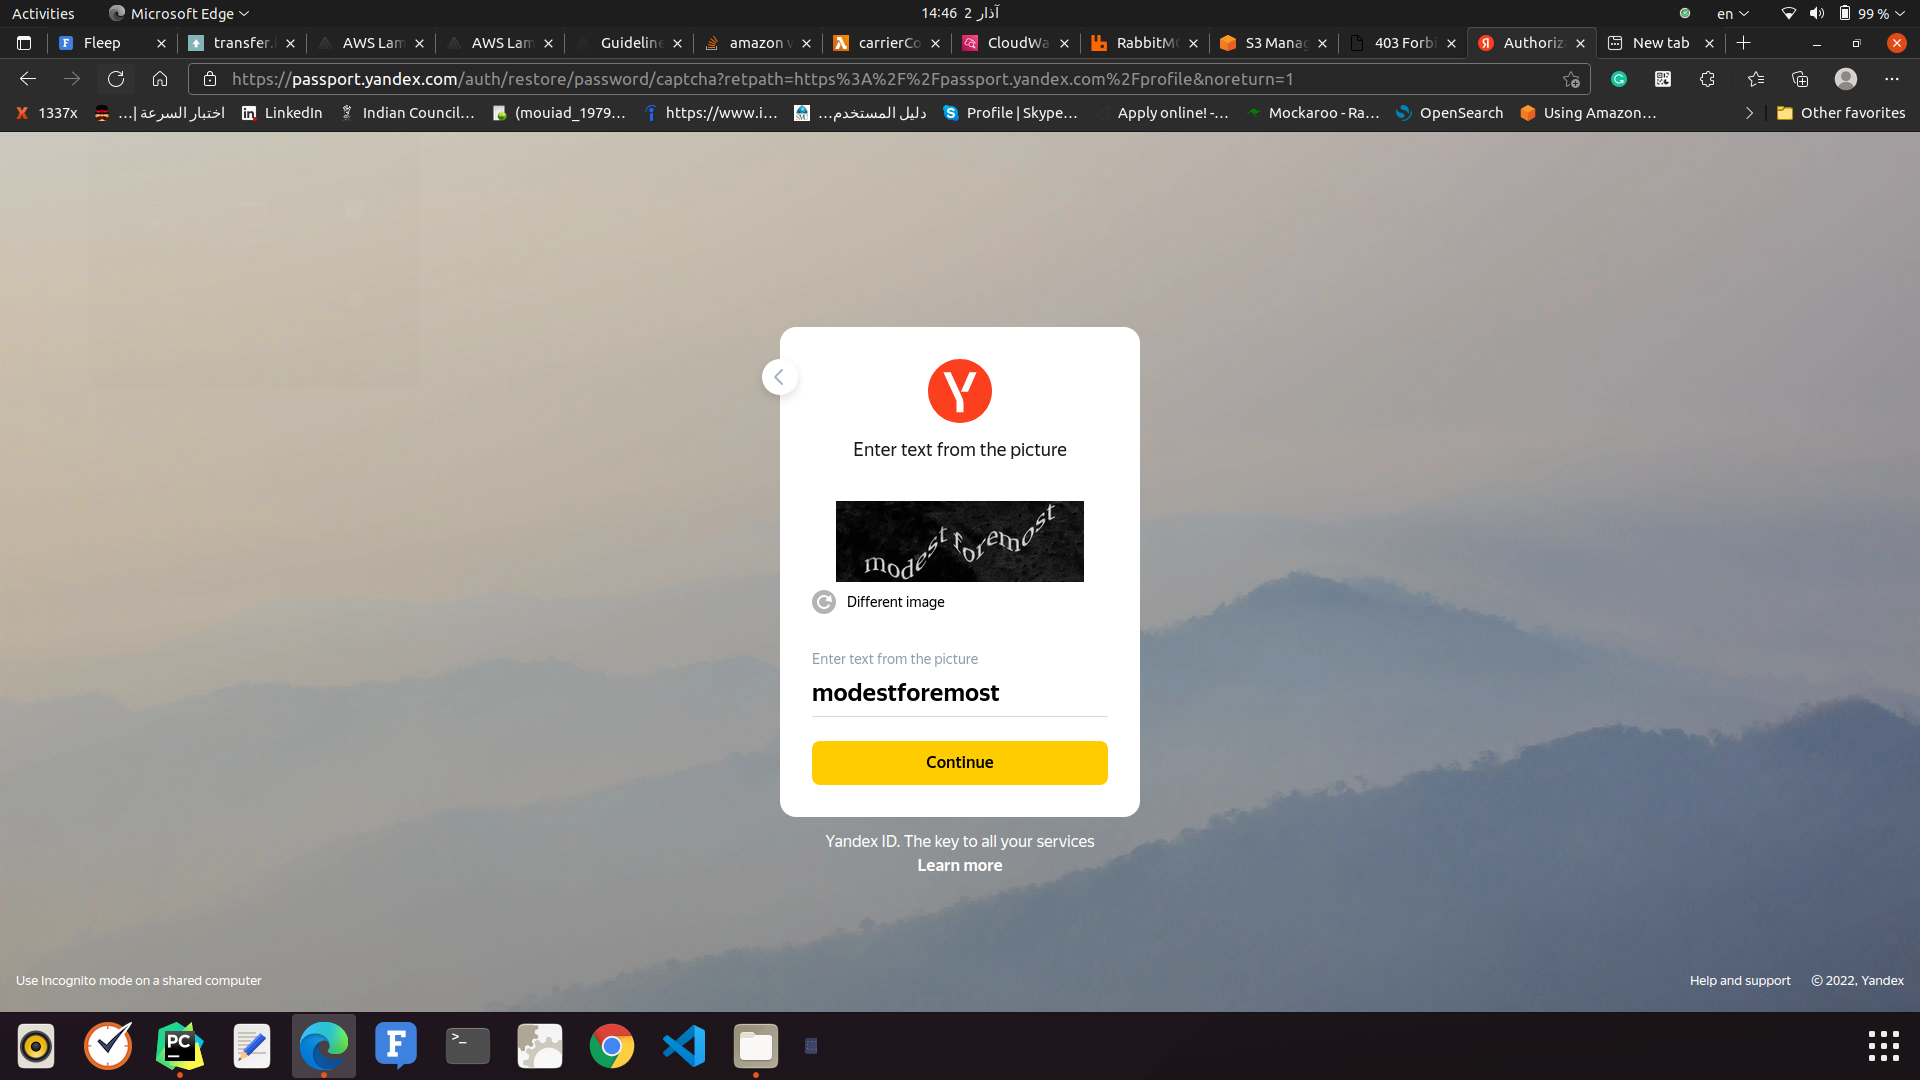 Activities
Microsoft Edge
14:46 2 آذار
en
99 %
Fleep
transfer.
AWS Lam
AWS Lam
Guideline
amazon w
carrierCo
CloudWa
RabbitM
S3 Manag
403 Forbi
Authoriz
New tab
https://passport.yandex.com/auth/restore/password/captcha?retpath=https%3A%2F%2Fpassport.yandex.com%2Fprofile&noreturn=1
1337x
اختبار السرعة |...
LinkedIn
Indian Council...
(mouiad_1979...
https://www.i...
دليل المستخدم...
Profile | Skype...
Apply online! -...
Mockaroo - Ra...
OpenSearch
Using Amazon...
Other favorites
Enter text from the picture
modest foremost
Different image
Enter text from the picture
modestforemost
Continue
Yandex ID. The key to all your services
Learn more
Use Incognito mode on a shared computer
Help and support
© 2022, Yandex